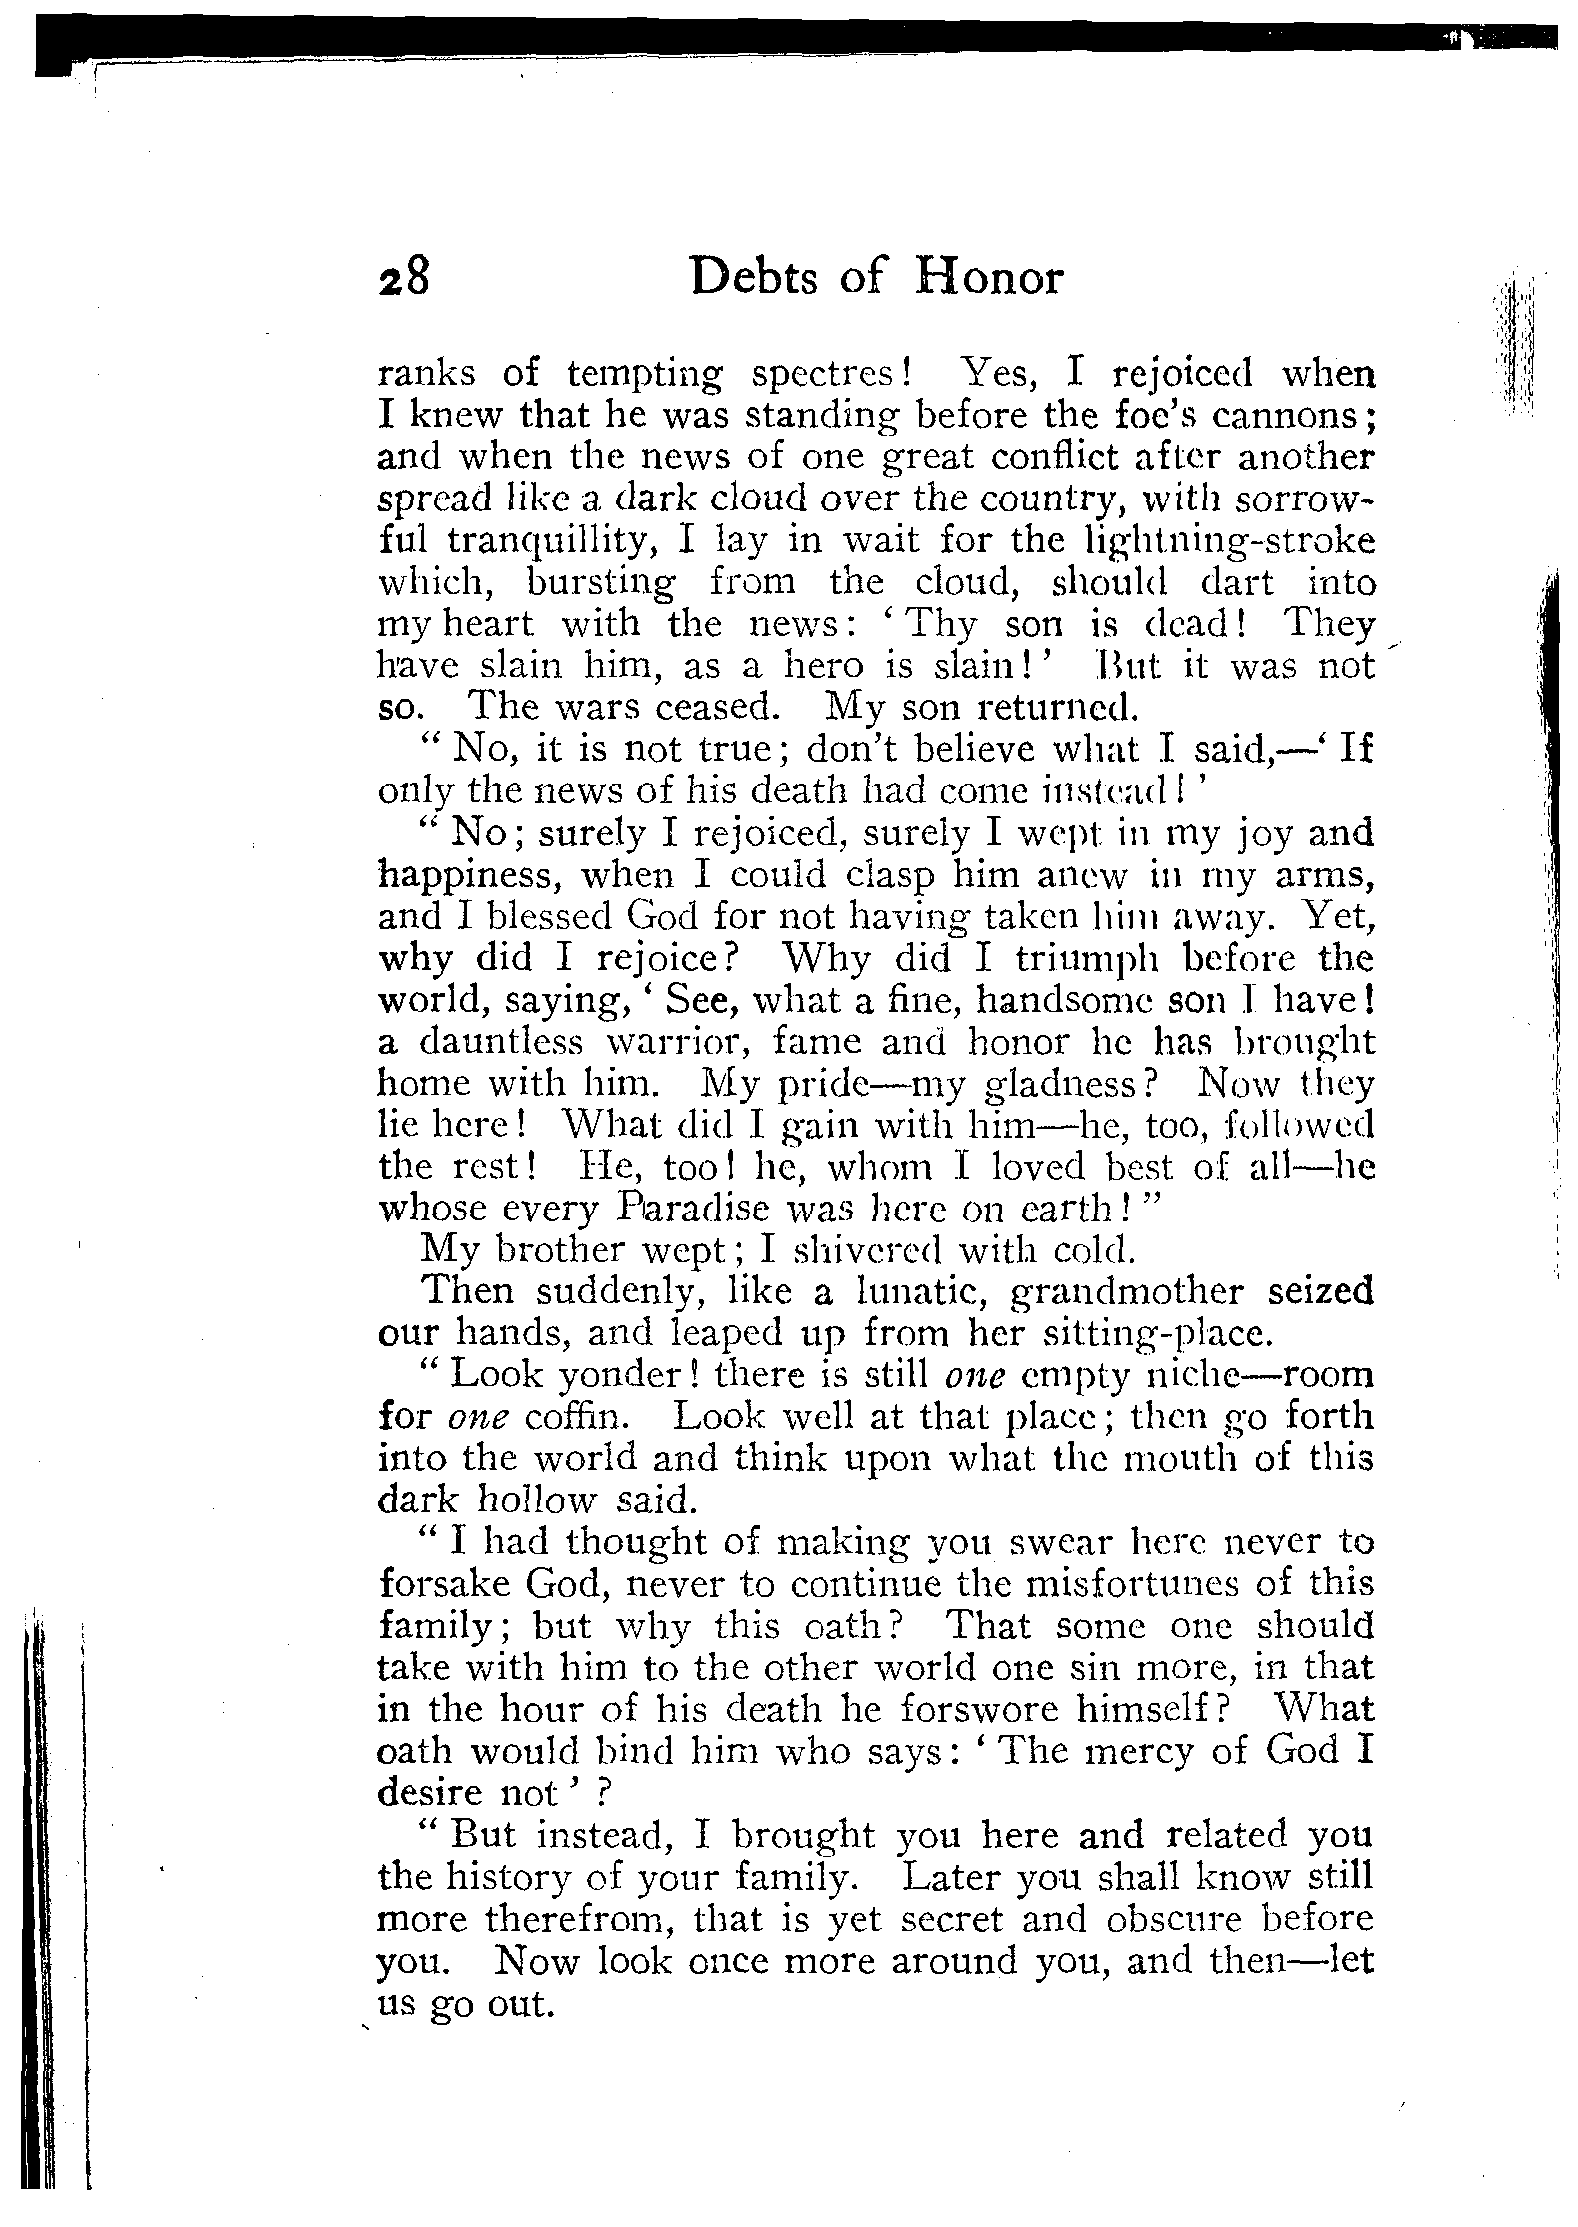 28 Debts of Honor
ranks of tempting spectres! Yes, I rejoiced when
I knew that he was standing before the foe's cannons;
and when the news of one great conflict after another
spread like a dark cloud over the country, with sorrow-
ful tranquillity, I lay in wait for the lightning-stroke
which, bursting from the cloud, should dart into
my heart with the news: 'Thy son is dead! They
have slain him, as a hero is slain!' But it was not
so. The wars ceased. My son returned.
"No, it is not true; don't believe what I said,—'If
only the news of his death had come instead!'
"No; surely I rejoiced, surely I wept in my joy and
happiness, when I could clasp him anew in my arms,
and I blessed God for not having taken him away. Yet,
why did I rejoice? Why did I triumph before the
world, saying, 'See, what a fine, handsome son I have!
a dauntless warrior, fame and honor he has brought
home with him. My pride—my gladness? Now they
lie here! What did I gain with him—he, too, followed
the rest! He, too! he, whom I loved best of all—he
whose every Paradise was here on earth!"
My brother wept; I shivered with cold.
Then suddenly, like a lunatic, grandmother seized
our hands, and leaped up from her sitting-place.
"Look yonder! there is still one empty niche—room
for one coffin. Look well at that place; then go forth
into the world and think upon what the mouth of this
dark hollow said.
"I had thought of making you swear here never to
forsake God, never to continue the misfortunes of this
family; but why this oath? That some one should
take with him to the other world one sin more, in that
in the hour of his death he forswore himself? What
oath would bind him who says: 'The mercy of God I
desire not'?
"But instead, I brought you here and related you
the history of your family. Later you shall know still
more therefrom, that is yet secret and obscure before
you. Now look once more around you, and then—let
us go out.